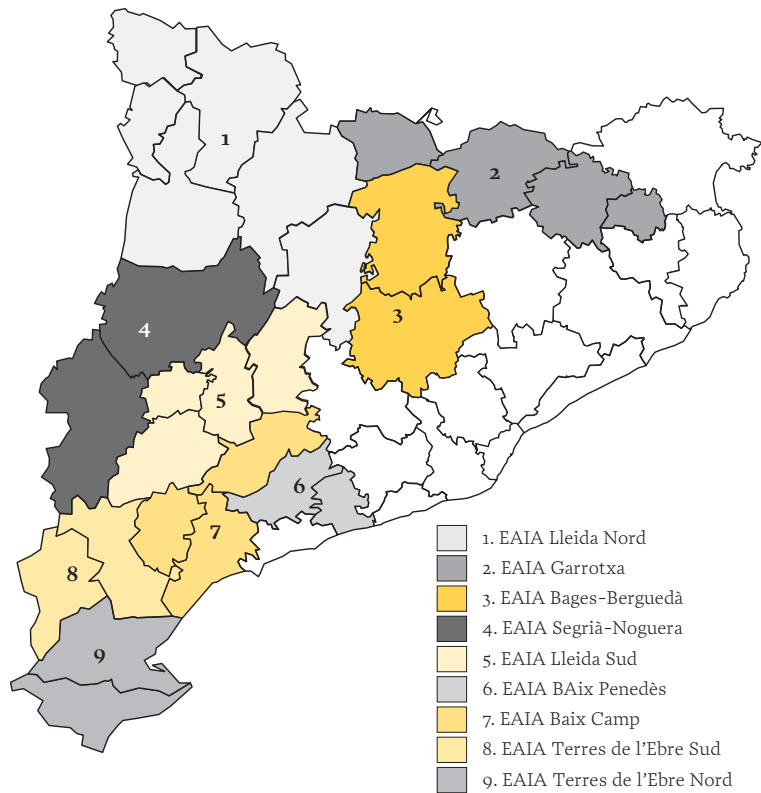 1
2
3
4
5
6
7
8
9
1. EAIA Lleida Nord
2. EAIA Garrotxa
3. EAIA Bages-Berguedà
4. EAIA Segrià-Noguera
5. EAIA Lleida Sud
6. EAIA BAix Penedès
7. EAIA Baix Camp
8. EAIA Terres de l’Ebre Sud
9. EAIA Terres de l’Ebre Nord